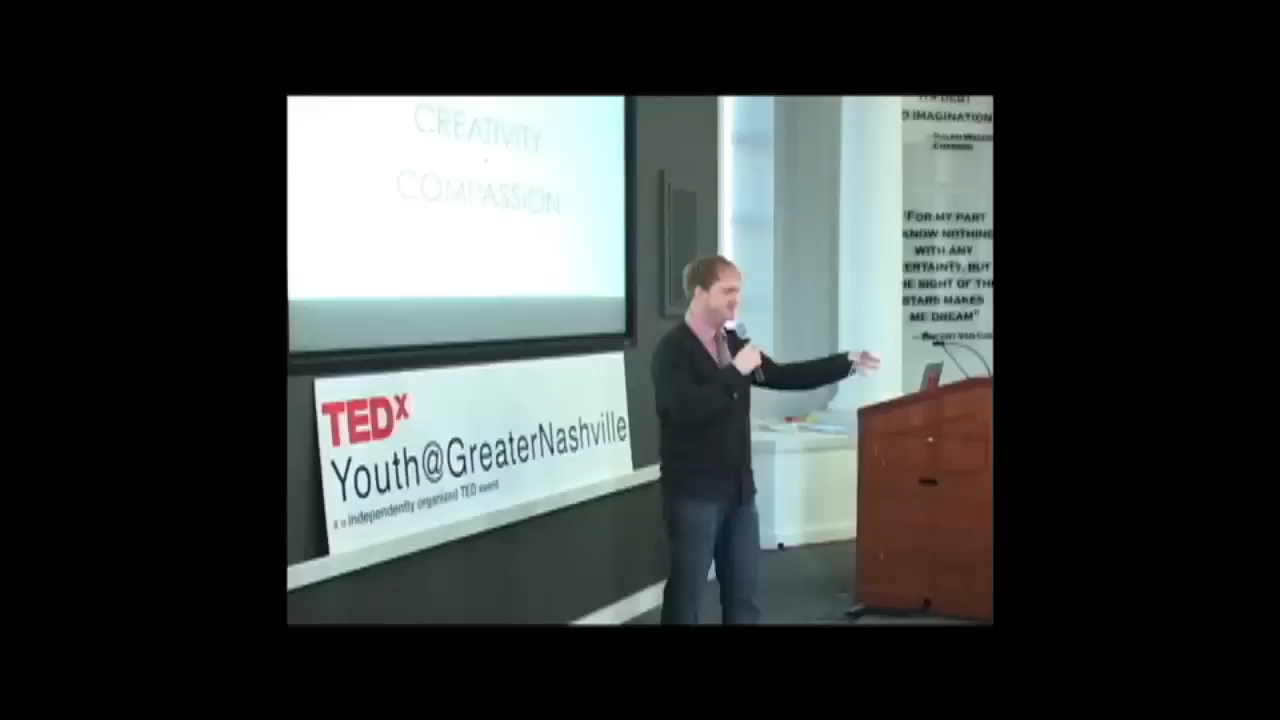 CREATIVITY
COMPASSION
TEDx
Youth@GreaterNashville
x = independently organized TED event
IMAGINATION
"FOR MY PART
KNOW NOTHING
WITH ANY
ERTAINTY, BUT
HE SIGHT OF TH
STARS MAKES
ME DREAM"